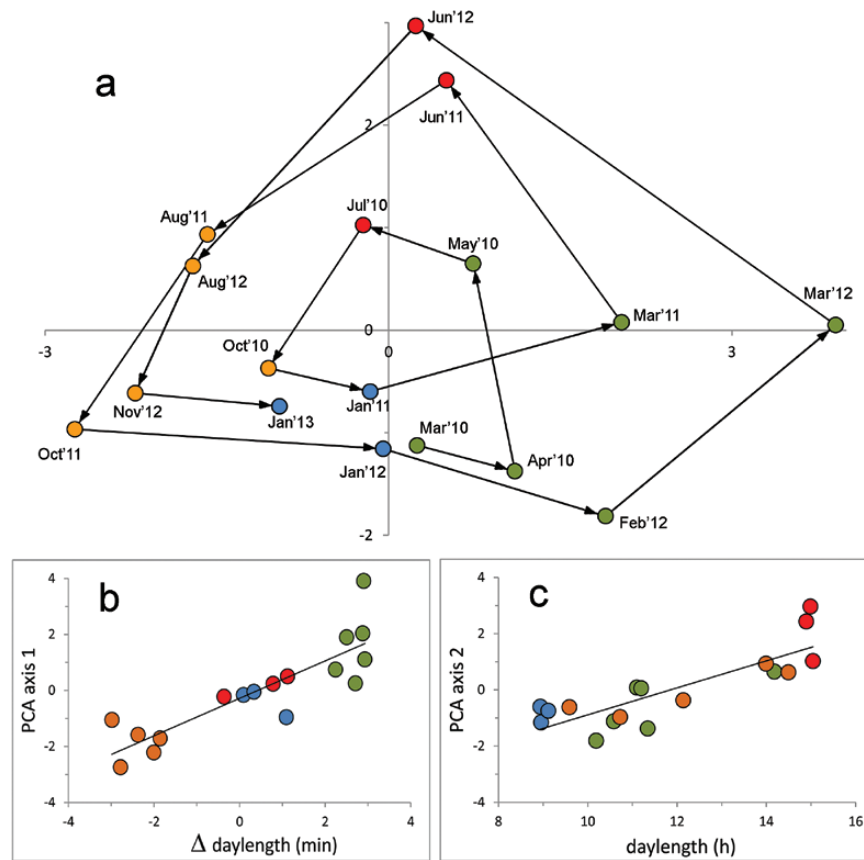 Jun'12
a
Jun'11
2
Jul'10
Aug'11
May'10
Aug'12
Mar'12
Mar'11
-3
0
0
3
Oct'10
Jan'11
Nov'12
Jan'13
Mar'10
Oct'11
Jan'12
Apr'10
Feb'12
-2
b
4
2
0
-2
-4
PCA axis 1
-4
-2
0
2
4
Δ daylength (min)
c
4
2
0
-2
-4
PCA axis 2
8
10
12
14
16
daylength (h)